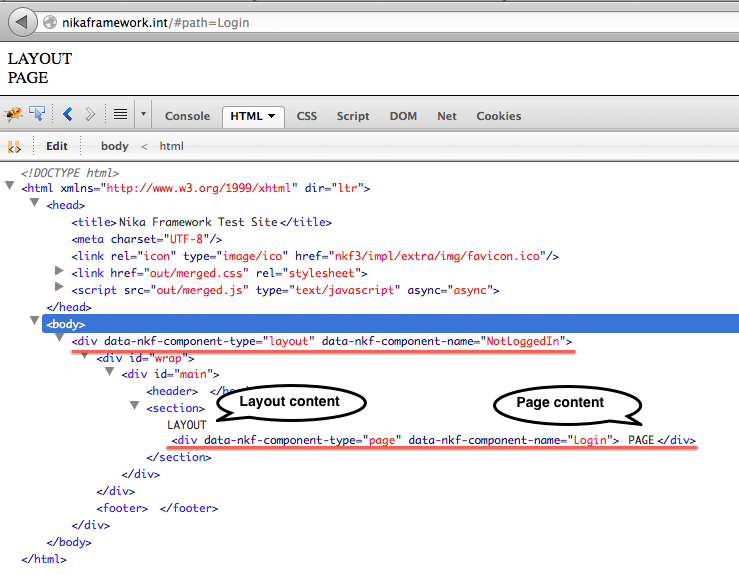 nikaframework.int/#path=Login
LAYOUT
PAGE
Console HTML CSS Script DOM Net Cookies
Edit body < html
<!DOCTYPE html>
<html xmlns="http://www.w3.org/1999/xhtml" dir="ltr">
<head>
<title>Nika Framework Test Site</title>
<meta charset="UTF-8"/>
<link rel="icon" type="image/ico" href="nkf3/impl/extra/img/favicon.ico"/>
<link href="out/merged.css" rel="stylesheet">
<script src="out/merged.js" type="text/javascript" async="async">
</head>
<body>
<div data-nkf-component-type="layout" data-nkf-component-name="NotLoggedIn">
<div id="wrap">
<div id="main">
<header> </header>
Layout content
Page content
<section>
LAYOUT
<div data-nkf-component-type="page" data-nkf-component-name="Login"> PAGE</div>
</section>
</div>
</div>
<footer> </footer>
</div>
</body>
</html>